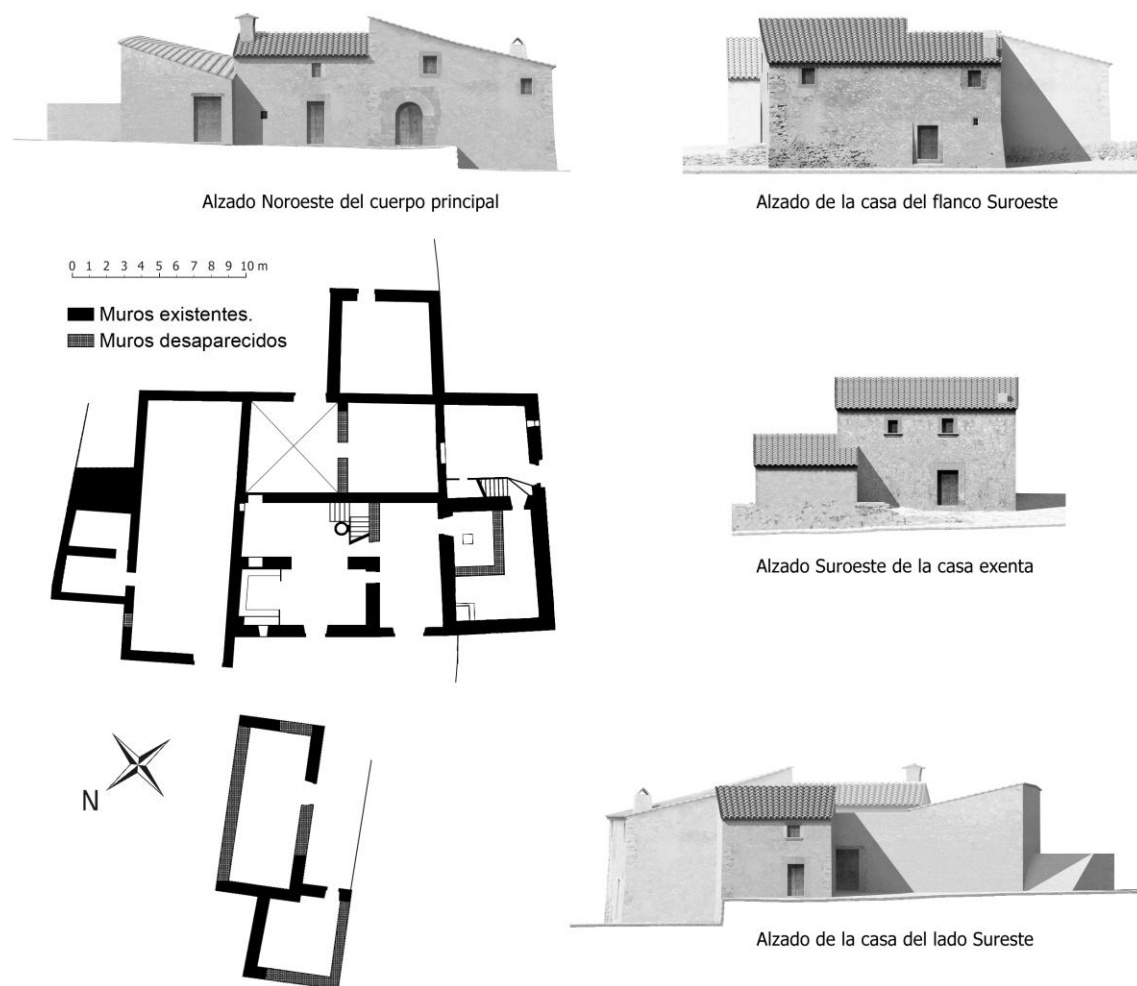 Alzado Noroeste del cuerpo principal
Alzado de la casa del flanco Suroeste
0 1 2 3 4 5 6 7 8 9 10 m
Muros existentes.
Muros desaparecidos
Alzado Suroeste de la casa exenta
N
Alzado de la casa del lado Sureste